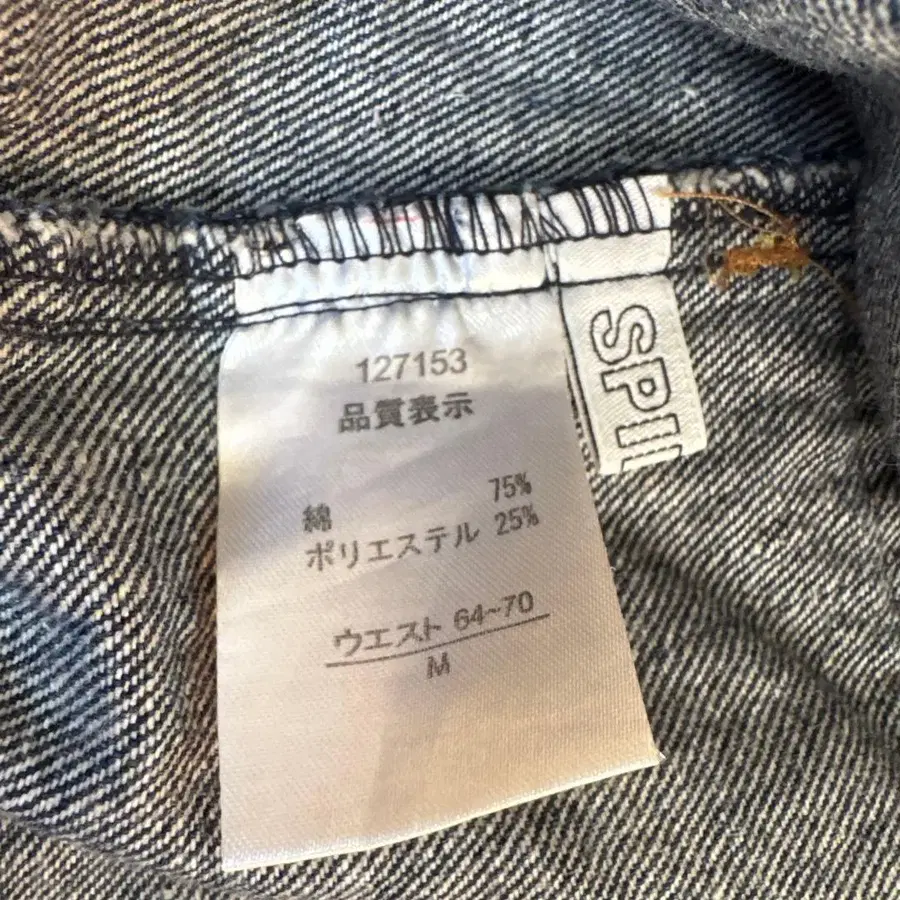 127153
品質表示
綿 75%
ポリエステル 25%
ウエスト 64~70
M
SPI